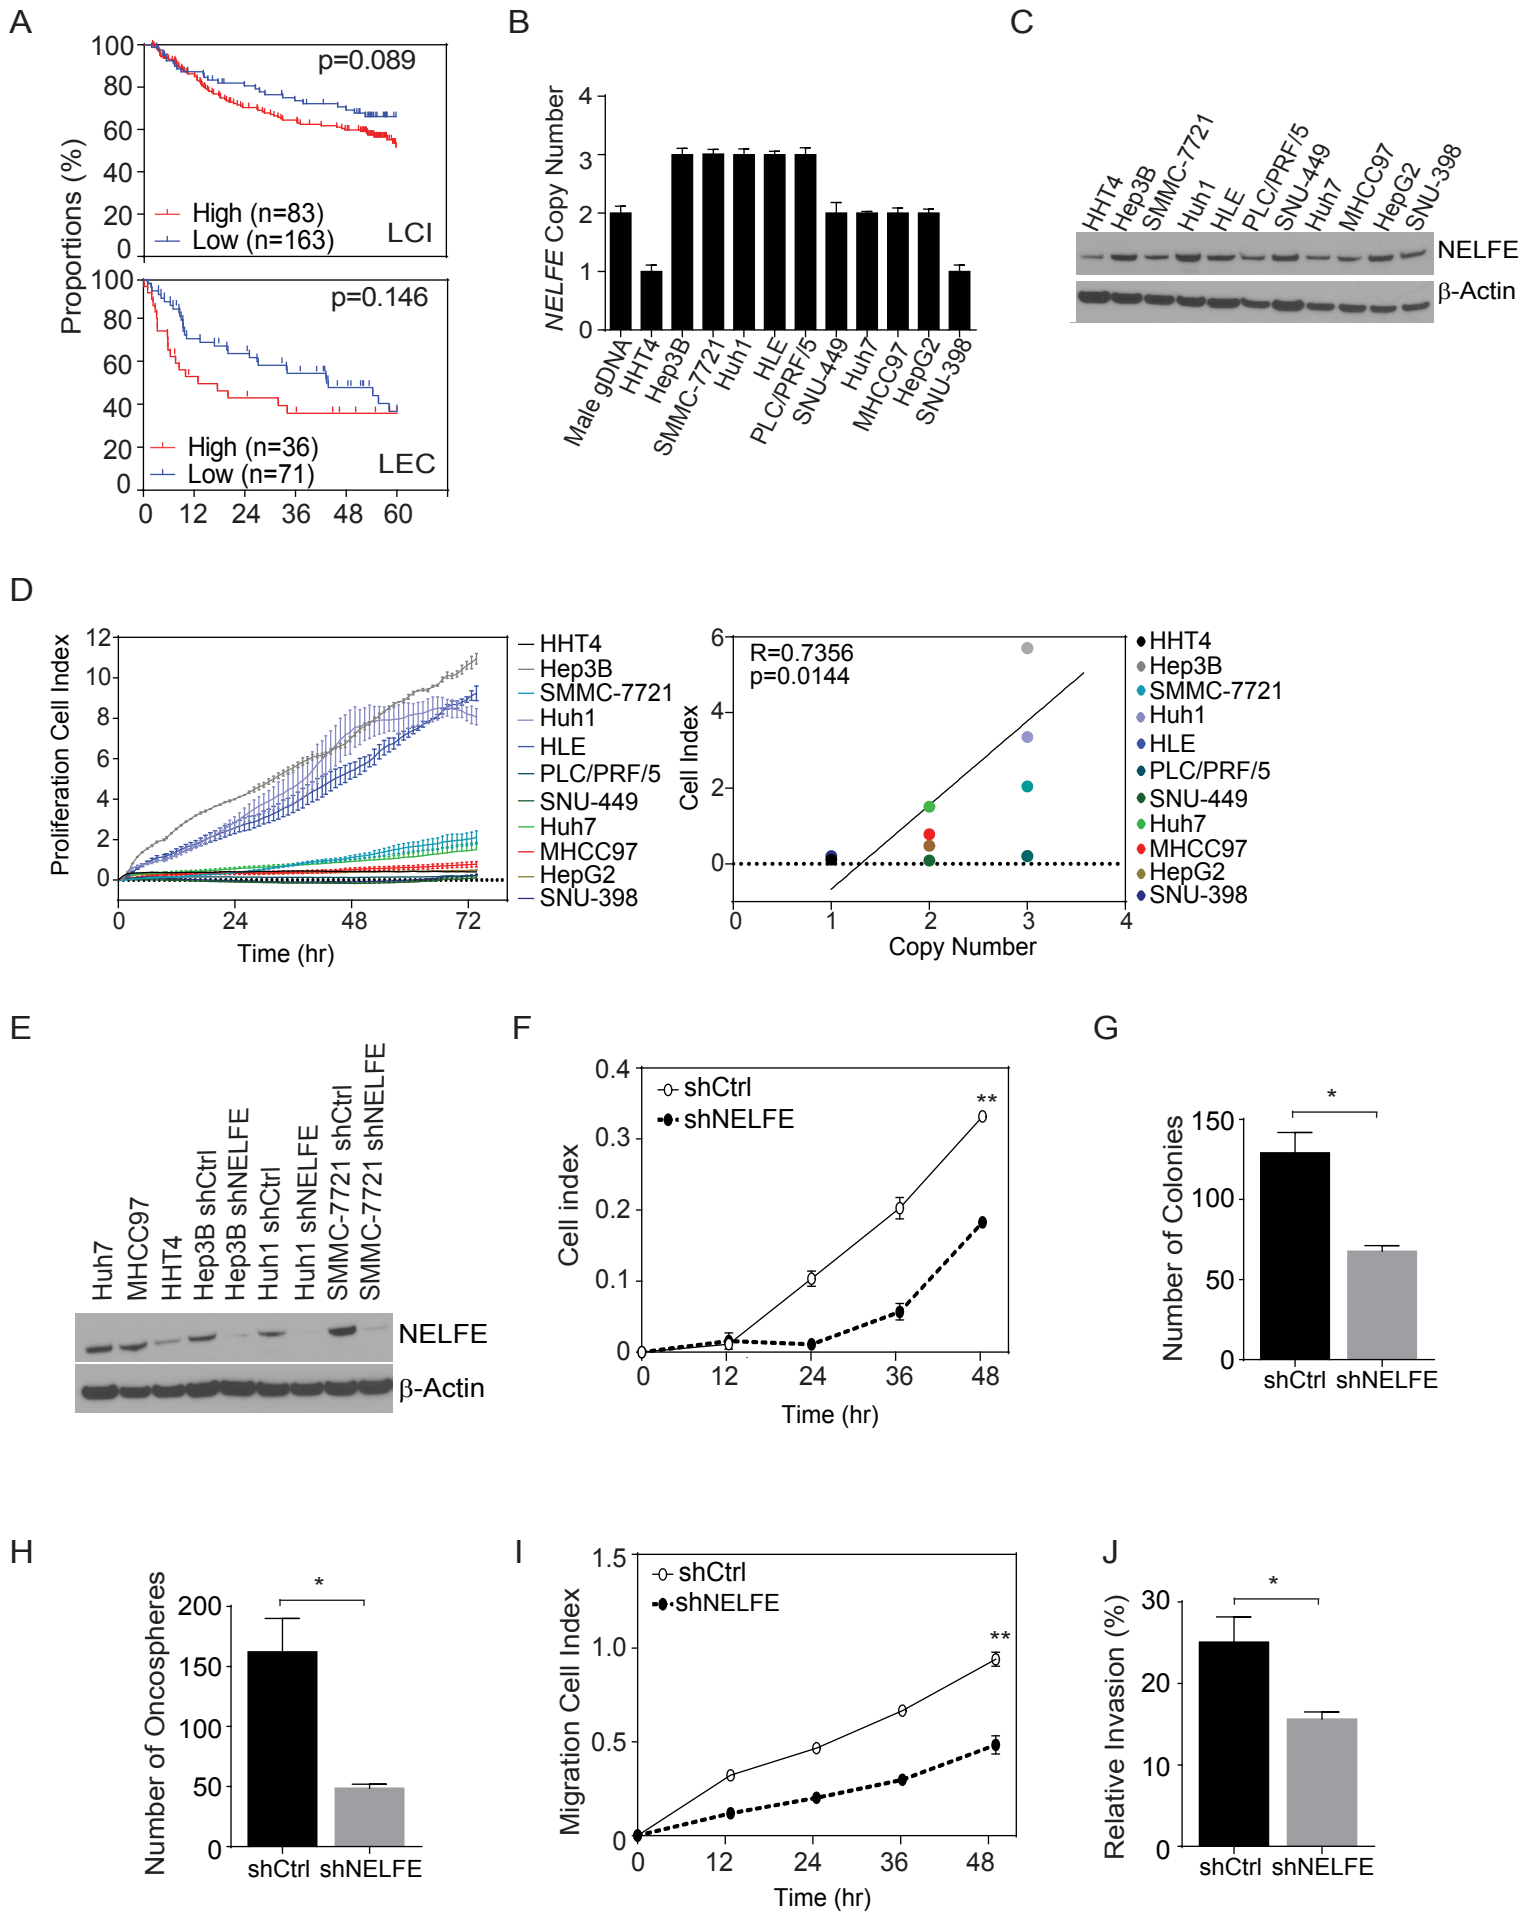 A
100
80
60
40
20
0
p=0.089
High (n=83)
Low (n=163)
LCI
Proportions (%)
100
80
60
40
20
0
p=0.146
High (n=36)
Low (n=71)
LEC
0 12 24 36 48 60
B
NELFE Copy Number
4
3
2
1
0
Male gDNA
HHT4
Hep3B
SMMC-7721
Huh1
HLE
PLC/PRF/5
SNU-449
Huh7
MHCC97
HepG2
SNU-398
C
HHT4
Hep3B
SMMC-7721
Huh1
HLE
PLC/PRF/5
SNU-449
Huh7
MHCC97
HepG2
SNU-398
NELFE
β-Actin
D
Proliferation Cell Index
12
10
8
6
4
2
0
0 24 48 72
Time (hr)
HHT4
Hep3B
SMMC-7721
Huh1
HLE
PLC/PRF/5
SNU-449
Huh7
MHCC97
HepG2
SNU-398
Cell Index
6
4
2
0
R=0.7356
p=0.0144
0 1 2 3 4
Copy Number
HHT4
Hep3B
SMMC-7721
Huh1
HLE
PLC/PRF/5
SNU-449
Huh7
MHCC97
HepG2
SNU-398
E
Huh7
MHCC97
HHT4
Hep3B shCtrl
Hep3B shNELFE
Huh1 shCtrl
Huh1 shNELFE
SMMC-7721 shCtrl
SMMC-7721 shNELFE
NELFE
β-Actin
F
Cell index
0.4
0.3
0.2
0.1
0
shCtrl
shNELFE
**
0 12 24 36 48
Time (hr)
G
Number of Colonies
150
100
50
0
*
shCtrl shNELFE
H
Number of Oncospheres
200
150
100
50
0
*
shCtrl shNELFE
I
Migration Cell Index
1.5
1.0
0.5
0
shCtrl
shNELFE
**
0 12 24 36 48
Time (hr)
J
Relative Invasion (%)
30
20
10
0
*
shCtrl shNELFE